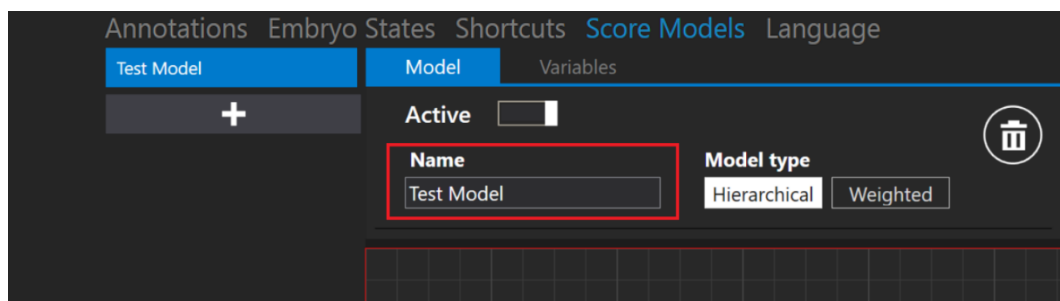 Annotations Embryo States Shortcuts Score Models Language
Test Model
Model Variables
Active
Name
Test Model
Model type
Hierarchical Weighted